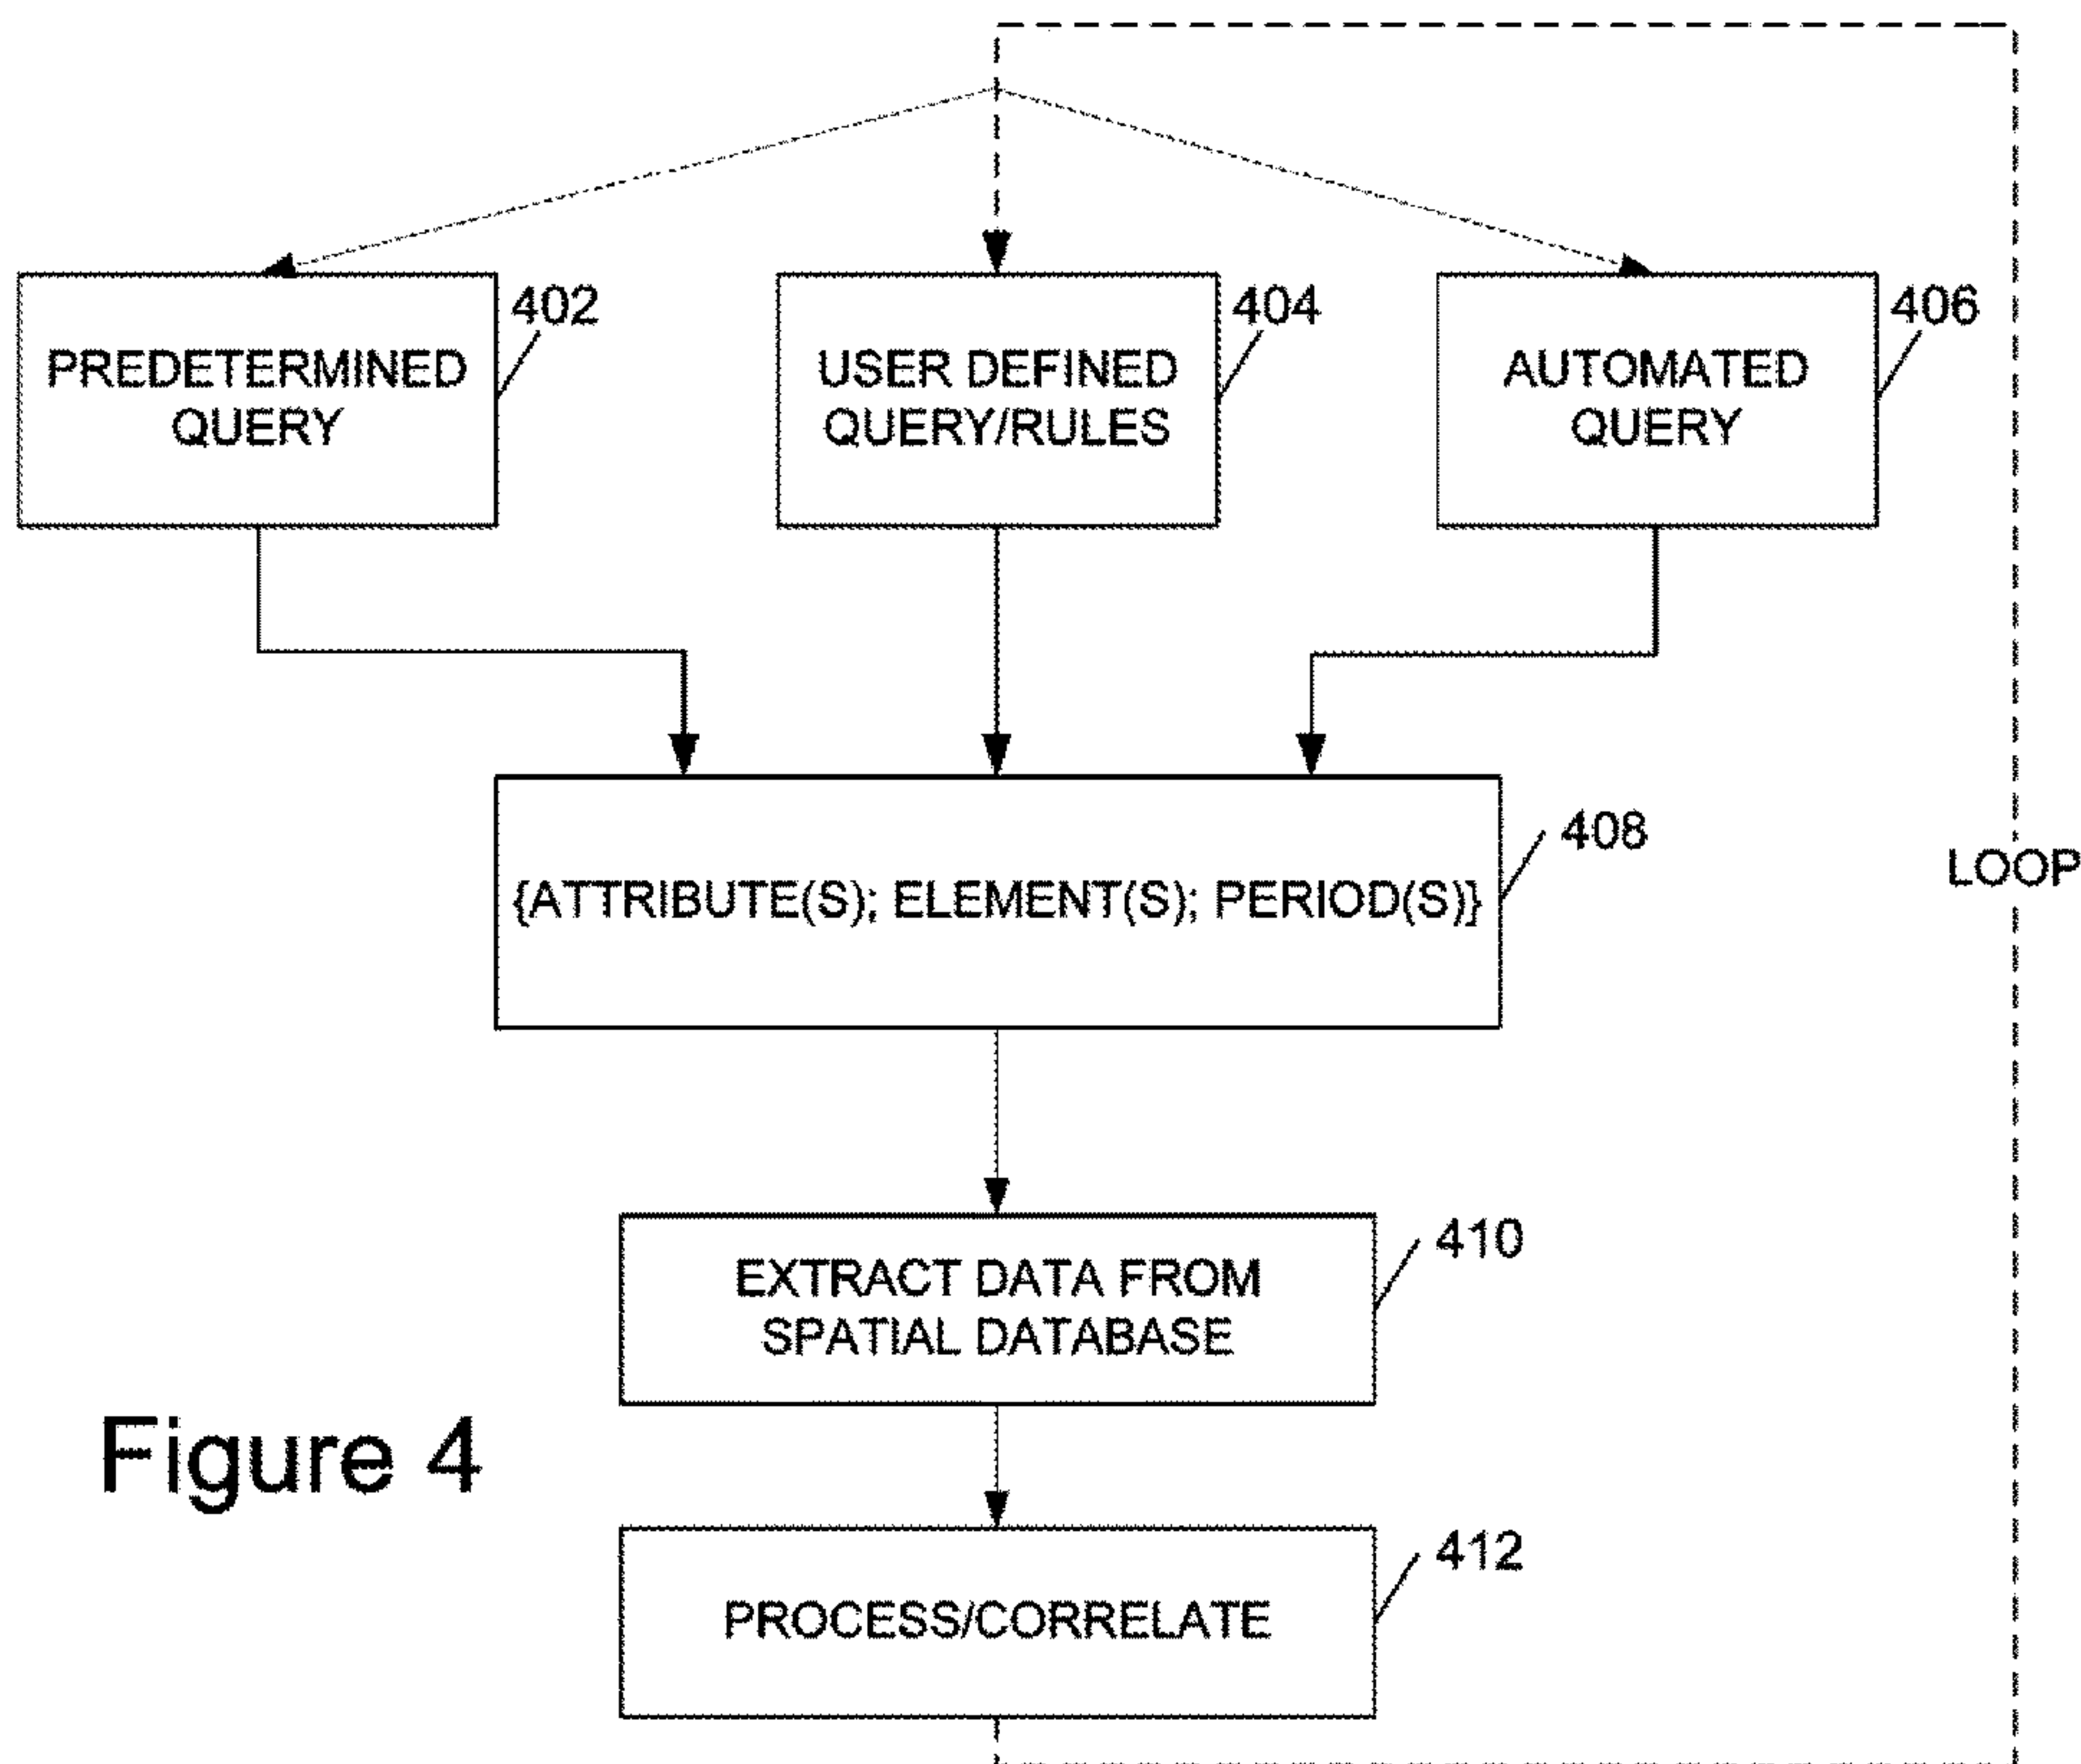 402
PREDETERMINED
QUERY
404
USER DEFINED
QUERY/RULES
406
AUTOMATED
QUERY
408
{ATTRIBUTE(S); ELEMENT(S); PERIOD(S)}
LOOP
410
EXTRACT DATA FROM
SPATIAL DATABASE
Figure 4
412
PROCESS/CORRELATE